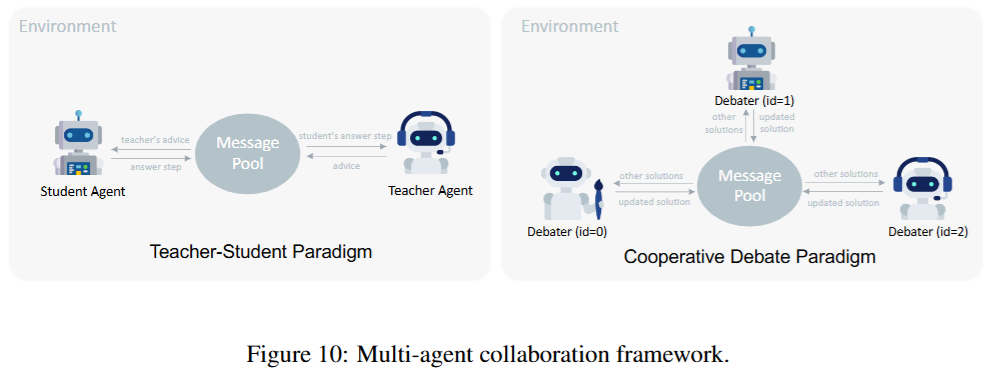 Environment
teacher's advice
answer step
Student Agent
Message
Pool
student's answer step
advice
Teacher Agent
Teacher-Student Paradigm
Environment
Debater (id=1)
other
solutions
updated
solution
Message
Pool
other solutions
updated solution
Debater (id=0)
other solutions
updated solution
Debater (id=2)
Cooperative Debate Paradigm
Figure 10: Multi-agent collaboration framework.